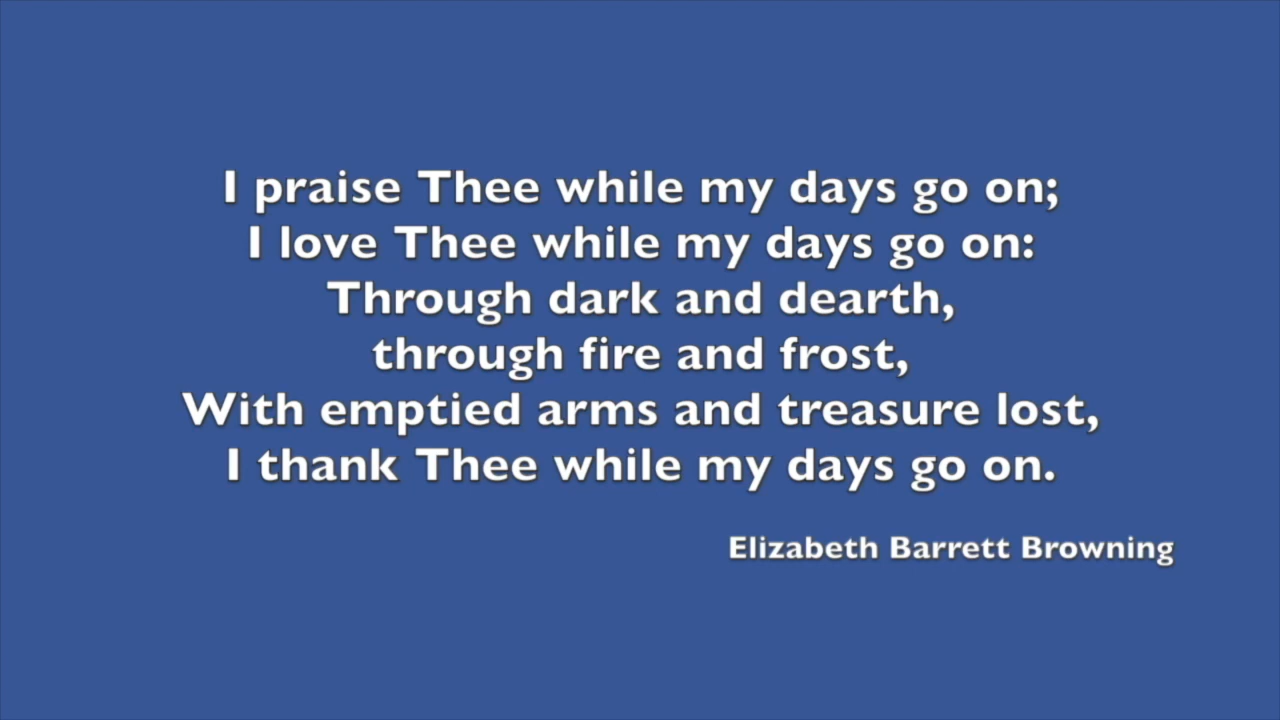 I praise Thee while my days go on;
I love Thee while my days go on:
Through dark and dearth,
through fire and frost,
With emptied arms and treasure lost,
I thank Thee while my days go on.
Elizabeth Barrett Browning